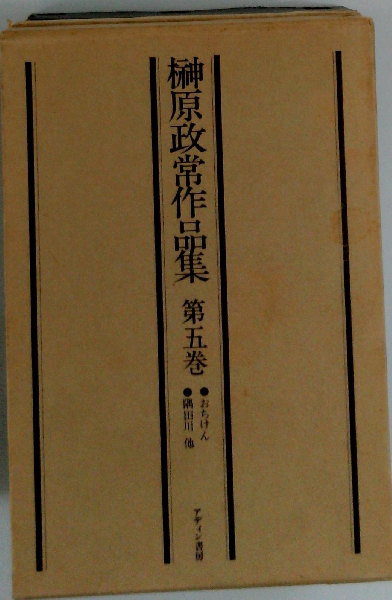 榊原政常作品集 第五巻
●おちけん
●隅田川 他
アディン書房